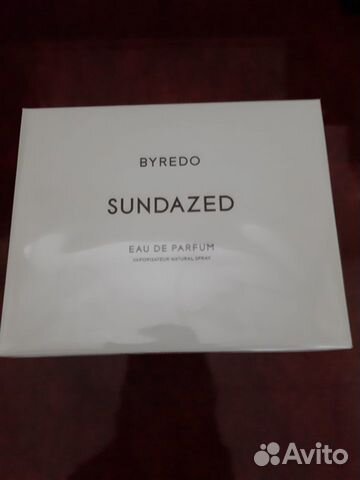 BYREDO
SUNDAZED
EAU DE PARFUM
VAPORISATEUR NATURAL SPRAY
Avito